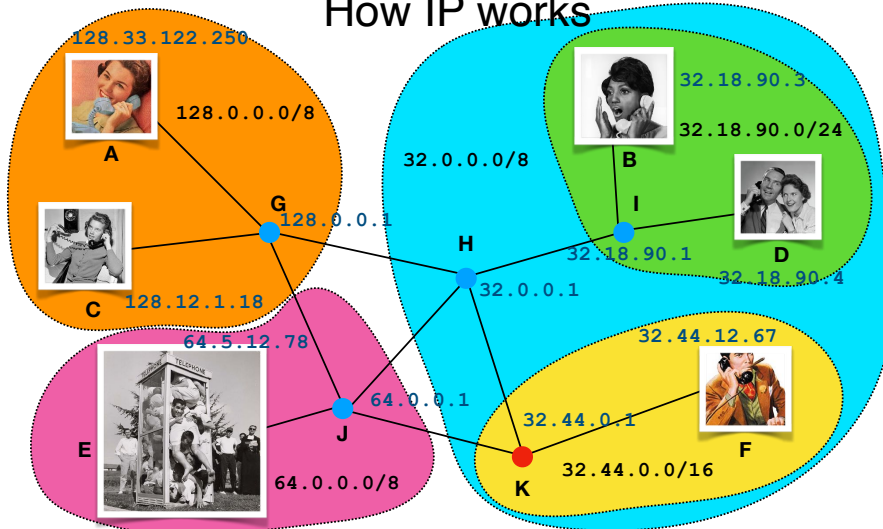 How IP works
128.33.122.250
128.0.0.0/8
A
G
128.0.0.1
C
128.12.1.18
32.0.0.0/8
H
32.0.0.1
32.18.90.3
32.18.90.0/24
B
I
32.18.90.1
D
32.18.90.4
64.5.12.78
TELEPHONE
TELEPHONE
E
64.0.0.1
J
64.0.0.0/8
32.44.12.67
32.44.0.1
F
32.44.0.0/16
K